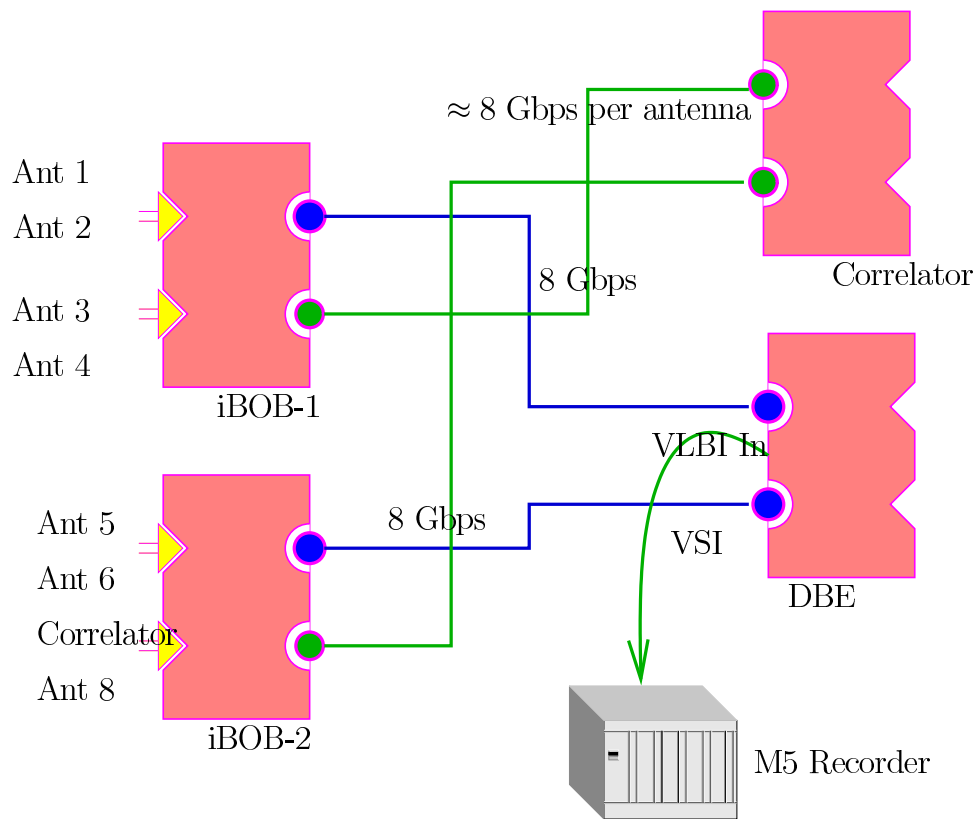 ≈ 8 Gbps per antenna
Ant 1
Ant 2
8 Gbps
Correlator
Ant 3
Ant 4
iBOB-1
VLBI In
Ant 5
8 Gbps
VSI
Ant 6
DBE
Correlator
Ant 8
iBOB-2
M5 Recorder